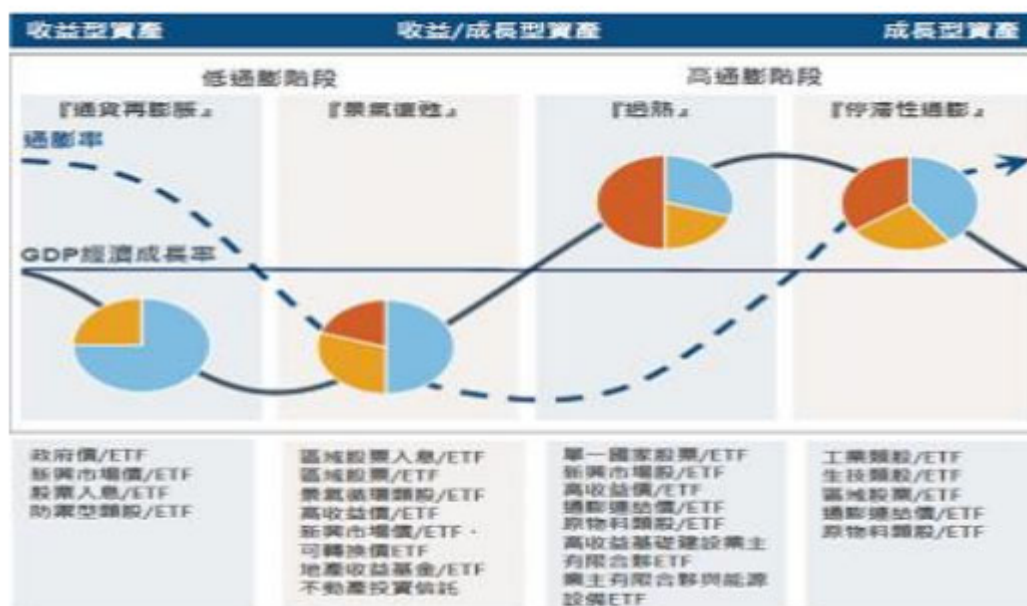 收益型資產
收益/成長型資產
成長型資產
低通膨階段
高通膨階段
『通貨再膨脹』
『景氣復甦』
『過熱』
『停滯性通膨』
通膨率
GDP經濟成長率
政府債/ETF
新興市場債/ETF
股票入息/ETF
防禦型類股/ETF
區域股票入息/ETF
區域股票/ETF
景氣循環類股/ETF
高收益債/ETF
新興市場債/ETF、
可轉換債ETF
地產收益基金/ETF
不動產投資信託
單一國家股票/ETF
新興市場股/ETF
高收益債/ETF
通膨連結債/ETF
原物料類股/ETF
高收益基礎建設業主
有限合夥ETF
業主有限合夥與能源
設備ETF
工業類股/ETF
生技類股/ETF
區域股票/ETF
通膨連結債/ETF
原物料類股/ETF